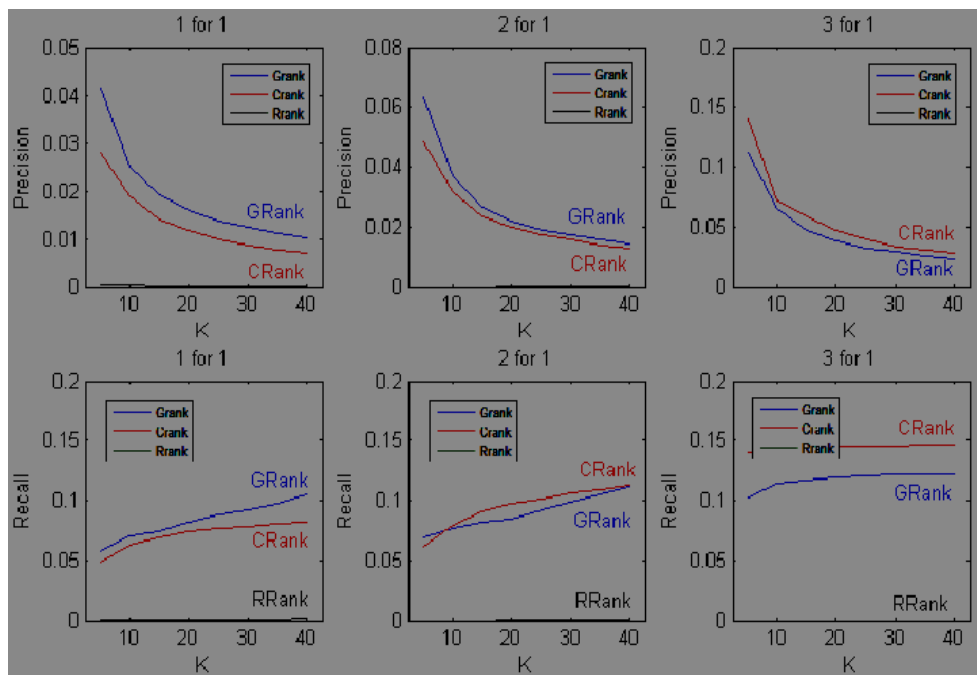 1 for 1
0.05
0.04
0.03
0.02
0.01
0
Precision
10 20 30 40
K
Grank
Crank
Rrank
GRank
CRank
2 for 1
0.08
0.06
0.04
0.02
0
Precision
10 20 30 40
K
Grank
Crank
Rrank
GRank
CRank
3 for 1
0.2
0.15
0.1
0.05
0
Precision
10 20 30 40
K
Grank
Crank
Rrank
CRank
GRank
1 for 1
0.2
0.15
0.1
0.05
0
Recall
10 20 30 40
K
Grank
Crank
Rrank
GRank
CRank
RRank
2 for 1
0.2
0.15
0.1
0.05
0
Recall
10 20 30 40
K
Grank
Crank
Rrank
CRank
GRank
RRank
3 for 1
0.2
0.15
0.1
0.05
0
Recall
10 20 30 40
K
Grank
Crank
Rrank
CRank
GRank
RRank